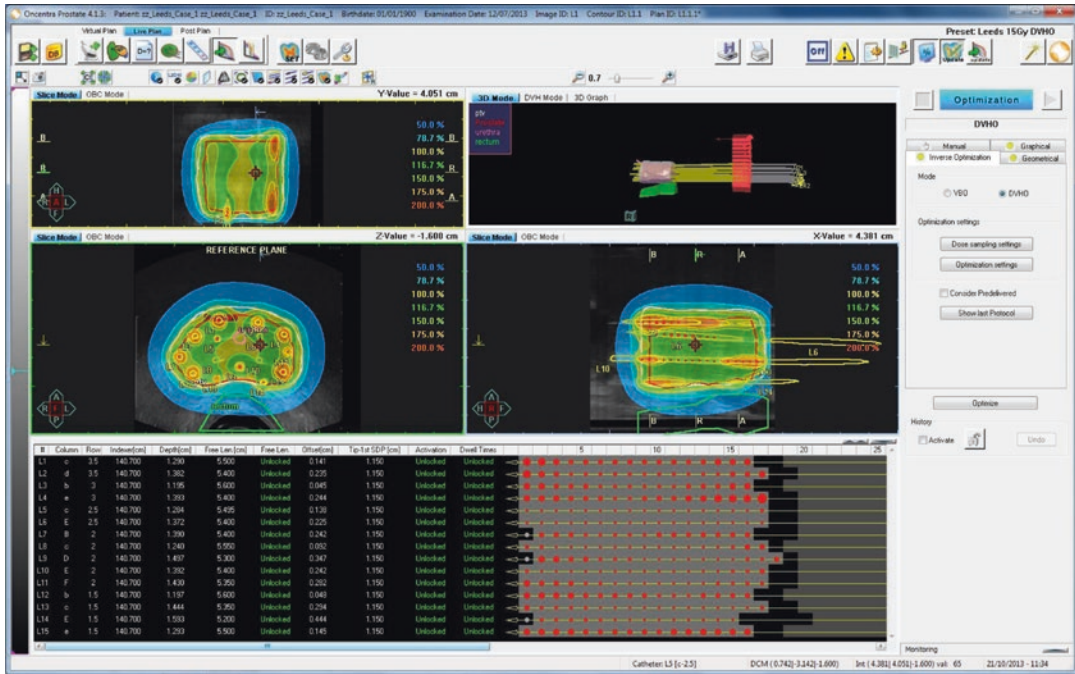 Oncentra Prostate 4.1.3: Patient: zz_Leeds_Case_1 zz_Leeds_Case_1 ID: zz_Leeds_Case_1 Birthdate: 01/01/1900 Examination Date: 12/07/2013 Image ID: L1 Contour ID: L1.1 Plan ID: L1.1.1*
Virtual Plan Live Plan Post Plan
Preset: Leeds 15Gy DVHO
Off
0.7
Slice Mode OBC Mode Y-Value = 4.051 cm
50.0 %
78.7 %
100.0 %
116.7 %
150.0 %
175.0 %
200.0 %
3D Mode DVH Mode 3D Graph
ptv
urethra
rectum
Optimization
DVHO
Manual Graphical
Inverse Optimization Geometrical
Mode
VBO DVHO
Optimization settings
Dose sampling settings
Optimization settings
Consider Predelivered
Show last Protocol
Optimize
History
Activate Undo
Slice Mode OBC Mode Z-Value = -1.600 cm
REFERENCE PLANE
50.0 %
78.7 %
100.0 %
116.7 %
150.0 %
175.0 %
200.0 %
rectum
Slice Mode OBC Mode X-Value = 4.381 cm
B R A
50.0 %
78.7 %
100.0 %
116.7 %
150.0 %
175.0 %
200.0 %
L6
L10
B R A
# Column Row Indexer[cm] Depth[cm] Free Len.[cm] Free Len. Offset[cm] Tip-1st SDP [cm] Activation Dwell Times 5 10 15 20 25
L1 c 3.5 140.700 1.290 5.500 Unlocked 0.141 1.150 Unlocked Unlocked
L2 d 3.5 140.700 1.382 5.400 Unlocked 0.235 1.150 Unlocked Unlocked
L3 b 3 140.700 1.195 5.600 Unlocked 0.045 1.150 Unlocked Unlocked
L4 e 3 140.700 1.393 5.400 Unlocked 0.244 1.150 Unlocked Unlocked
L5 c 2.5 140.700 1.284 5.495 Unlocked 0.138 1.150 Unlocked Unlocked
L6 E 2.5 140.700 1.372 5.400 Unlocked 0.225 1.150 Unlocked Unlocked
L7 B 2 140.700 1.390 5.400 Unlocked 0.242 1.150 Unlocked Unlocked
L8 c 2 140.700 1.240 5.550 Unlocked 0.092 1.150 Unlocked Unlocked
L9 D 2 140.700 1.497 5.300 Unlocked 0.347 1.150 Unlocked Unlocked
L10 E 2 140.700 1.392 5.400 Unlocked 0.242 1.150 Unlocked Unlocked
L11 F 2 140.700 1.430 5.350 Unlocked 0.282 1.150 Unlocked Unlocked
L12 b 1.5 140.700 1.197 5.600 Unlocked 0.048 1.150 Unlocked Unlocked
L13 c 1.5 140.700 1.444 5.350 Unlocked 0.294 1.150 Unlocked Unlocked
L14 E 1.5 140.700 1.593 5.200 Unlocked 0.444 1.150 Unlocked Unlocked
L15 e 1.5 140.700 1.293 5.500 Unlocked 0.145 1.150 Unlocked Unlocked
Monitoring
Catheter: L5 [c-2.5] DCM ( 0.742|-3.142|-1.600) Int ( 4.381| 4.051|-1.600) val: 65 21/10/2013 - 11:34